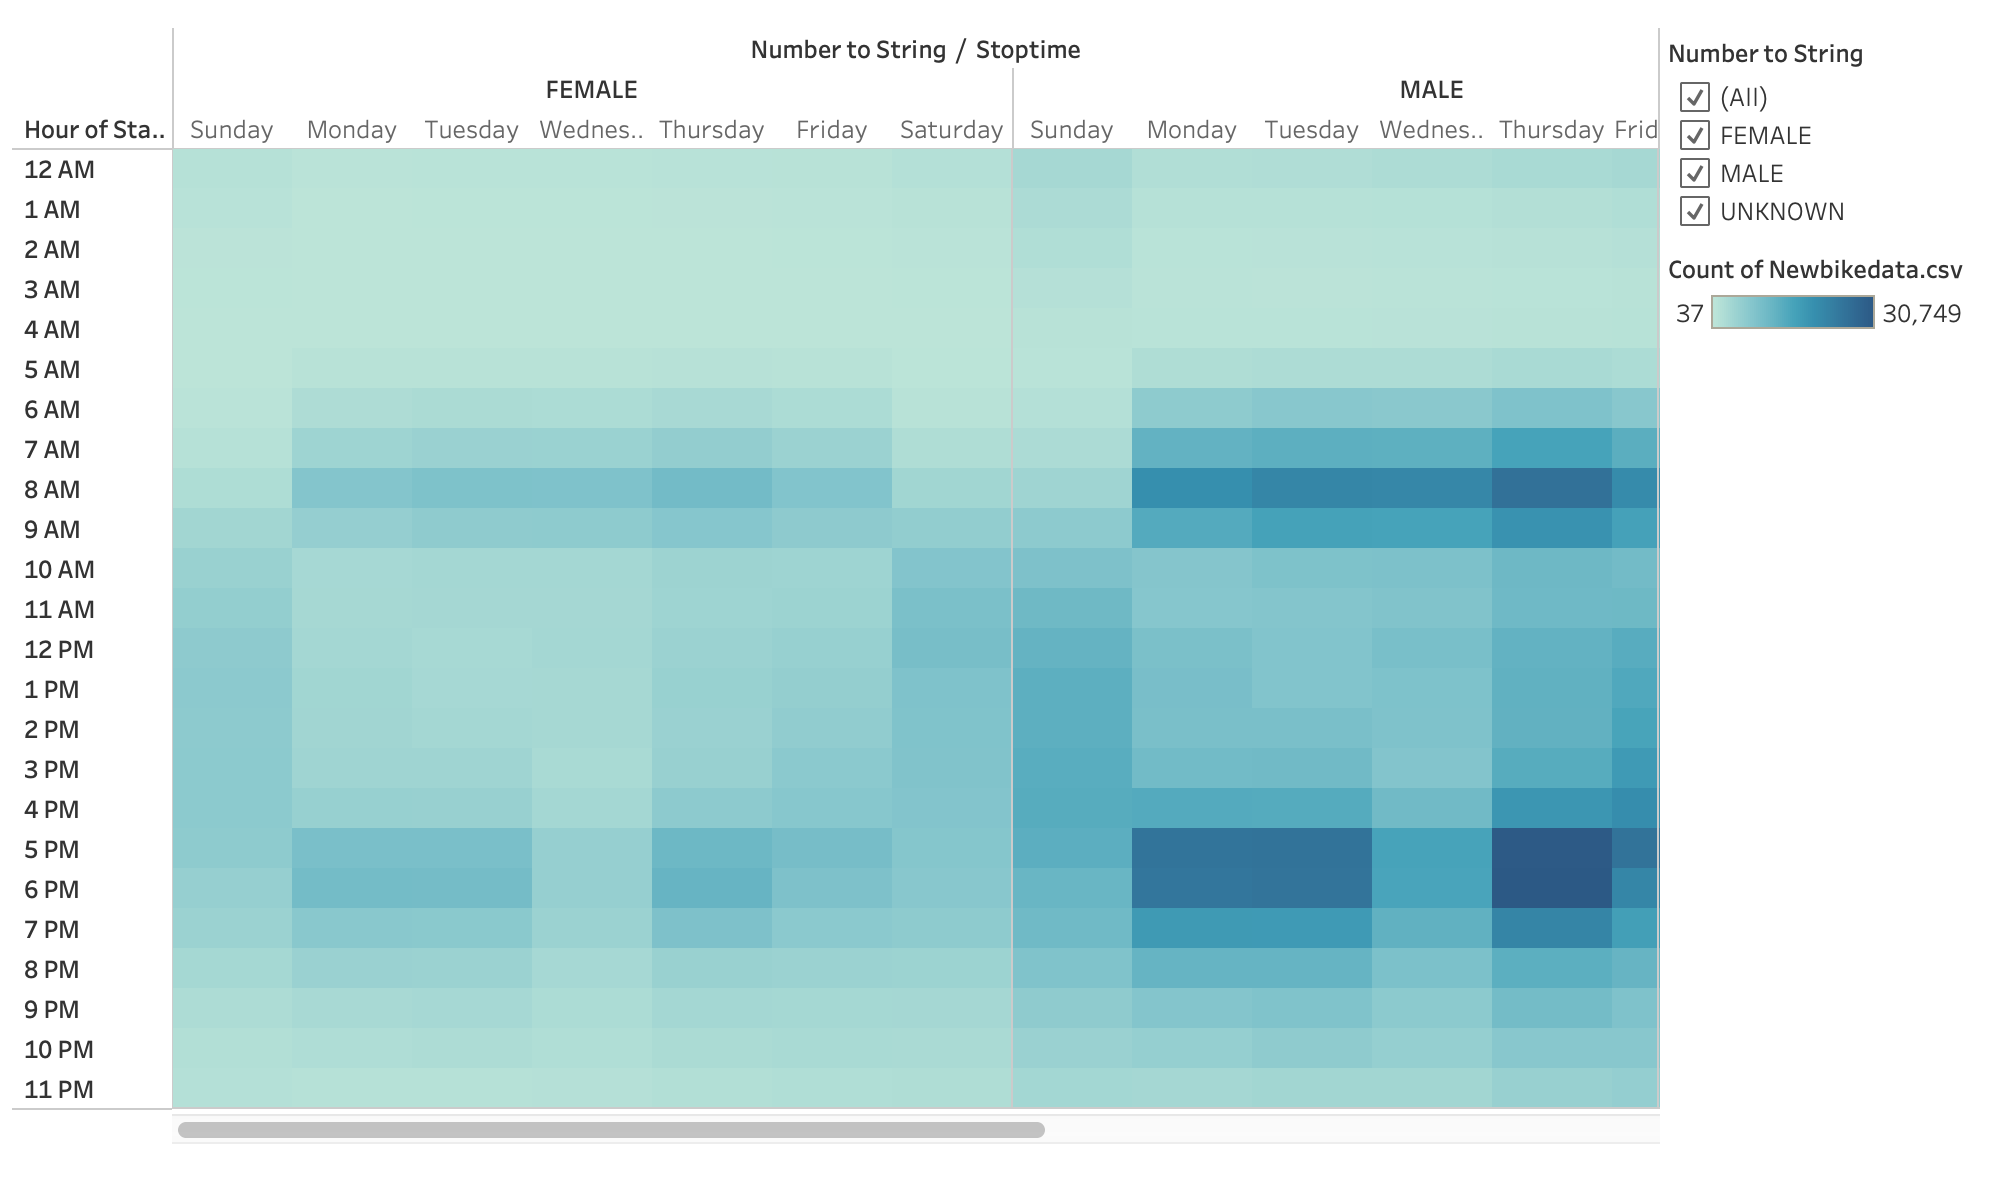 Number to String / Stoptime
FEMALE MALE
Hour of Sta.. Sunday Monday Tuesday Wednes.. Thursday Friday Saturday Sunday Monday Tuesday Wednes.. Thursday Frid
12 AM
1 AM
2 AM
3 AM
4 AM
5 AM
6 AM
7 AM
8 AM
9 AM
10 AM
11 AM
12 PM
1 PM
2 PM
3 PM
4 PM
5 PM
6 PM
7 PM
8 PM
9 PM
10 PM
11 PM
Number to String
(All)
FEMALE
MALE
UNKNOWN
Count of Newbikedata.csv
37 30,749